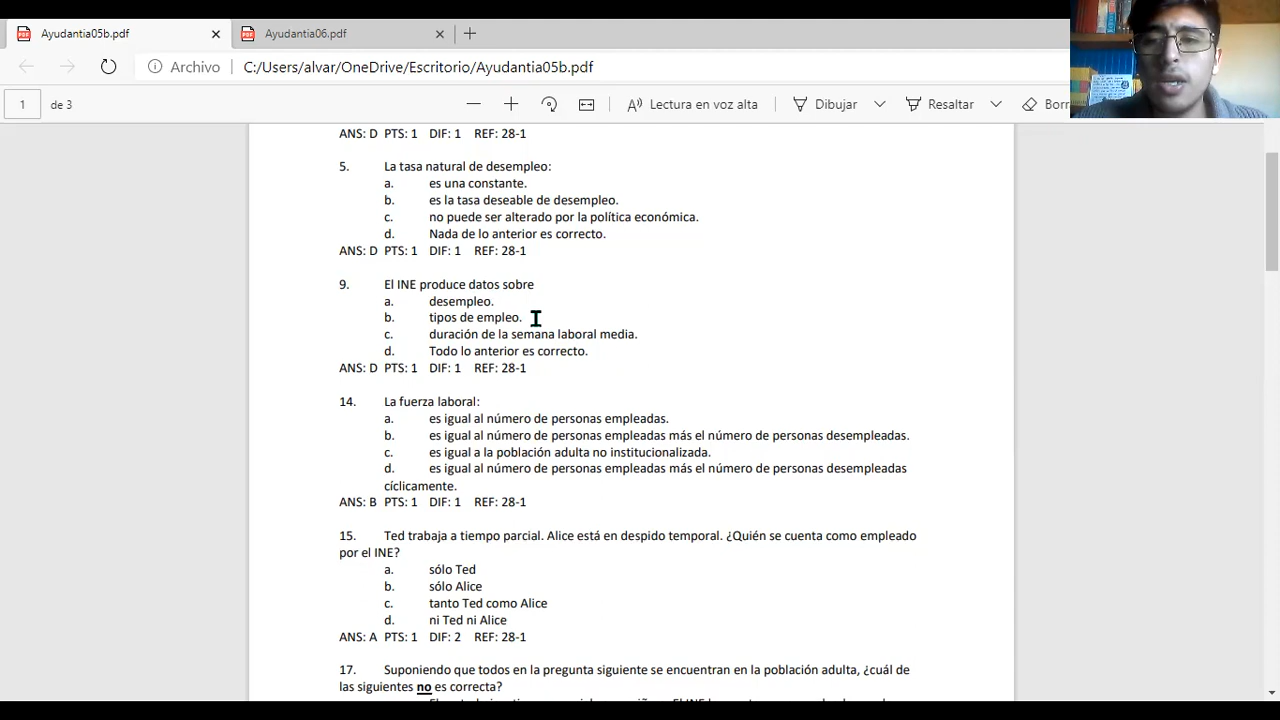 Ayudantia05b.pdf
Ayudantia06.pdf
Archivo
C:/Users/alvar/OneDrive/Escritorio/Ayudantia05b.pdf
1
de 3
Lectura en voz alta
Dibujar
Resaltar
Borr
ANS: D PTS: 1 DIF: 1 REF: 28-1
5. La tasa natural de desempleo:
a. es una constante.
b. es la tasa deseable de desempleo.
c. no puede ser alterado por la política económica.
d. Nada de lo anterior es correcto.
ANS: D PTS: 1 DIF: 1 REF: 28-1
9. El INE produce datos sobre
a. desempleo.
b. tipos de empleo.
c. duración de la semana laboral media.
d. Todo lo anterior es correcto.
ANS: D PTS: 1 DIF: 1 REF: 28-1
14. La fuerza laboral:
a. es igual al número de personas empleadas.
b. es igual al número de personas empleadas más el número de personas desempleadas.
c. es igual a la población adulta no institucionalizada.
d. es igual al número de personas empleadas más el número de personas desempleadas
cíclicamente.
ANS: B PTS: 1 DIF: 1 REF: 28-1
15. Ted trabaja a tiempo parcial. Alice está en despido temporal. ¿Quién se cuenta como empleado
por el INE?
a. sólo Ted
b. sólo Alice
c. tanto Ted como Alice
d. ni Ted ni Alice
ANS: A PTS: 1 DIF: 2 REF: 28-1
17. Suponiendo que todos en la pregunta siguiente se encuentran en la población adulta, ¿cuál de
las siguientes no es correcta?